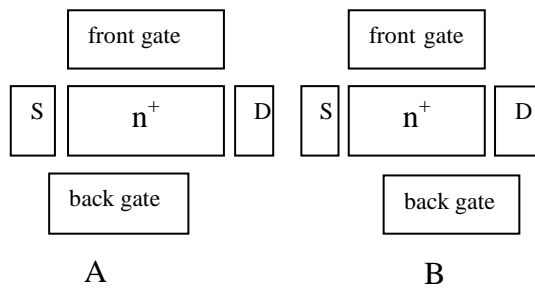 front gate front gate
S n+ D S n+ D
back gate back gate
A B